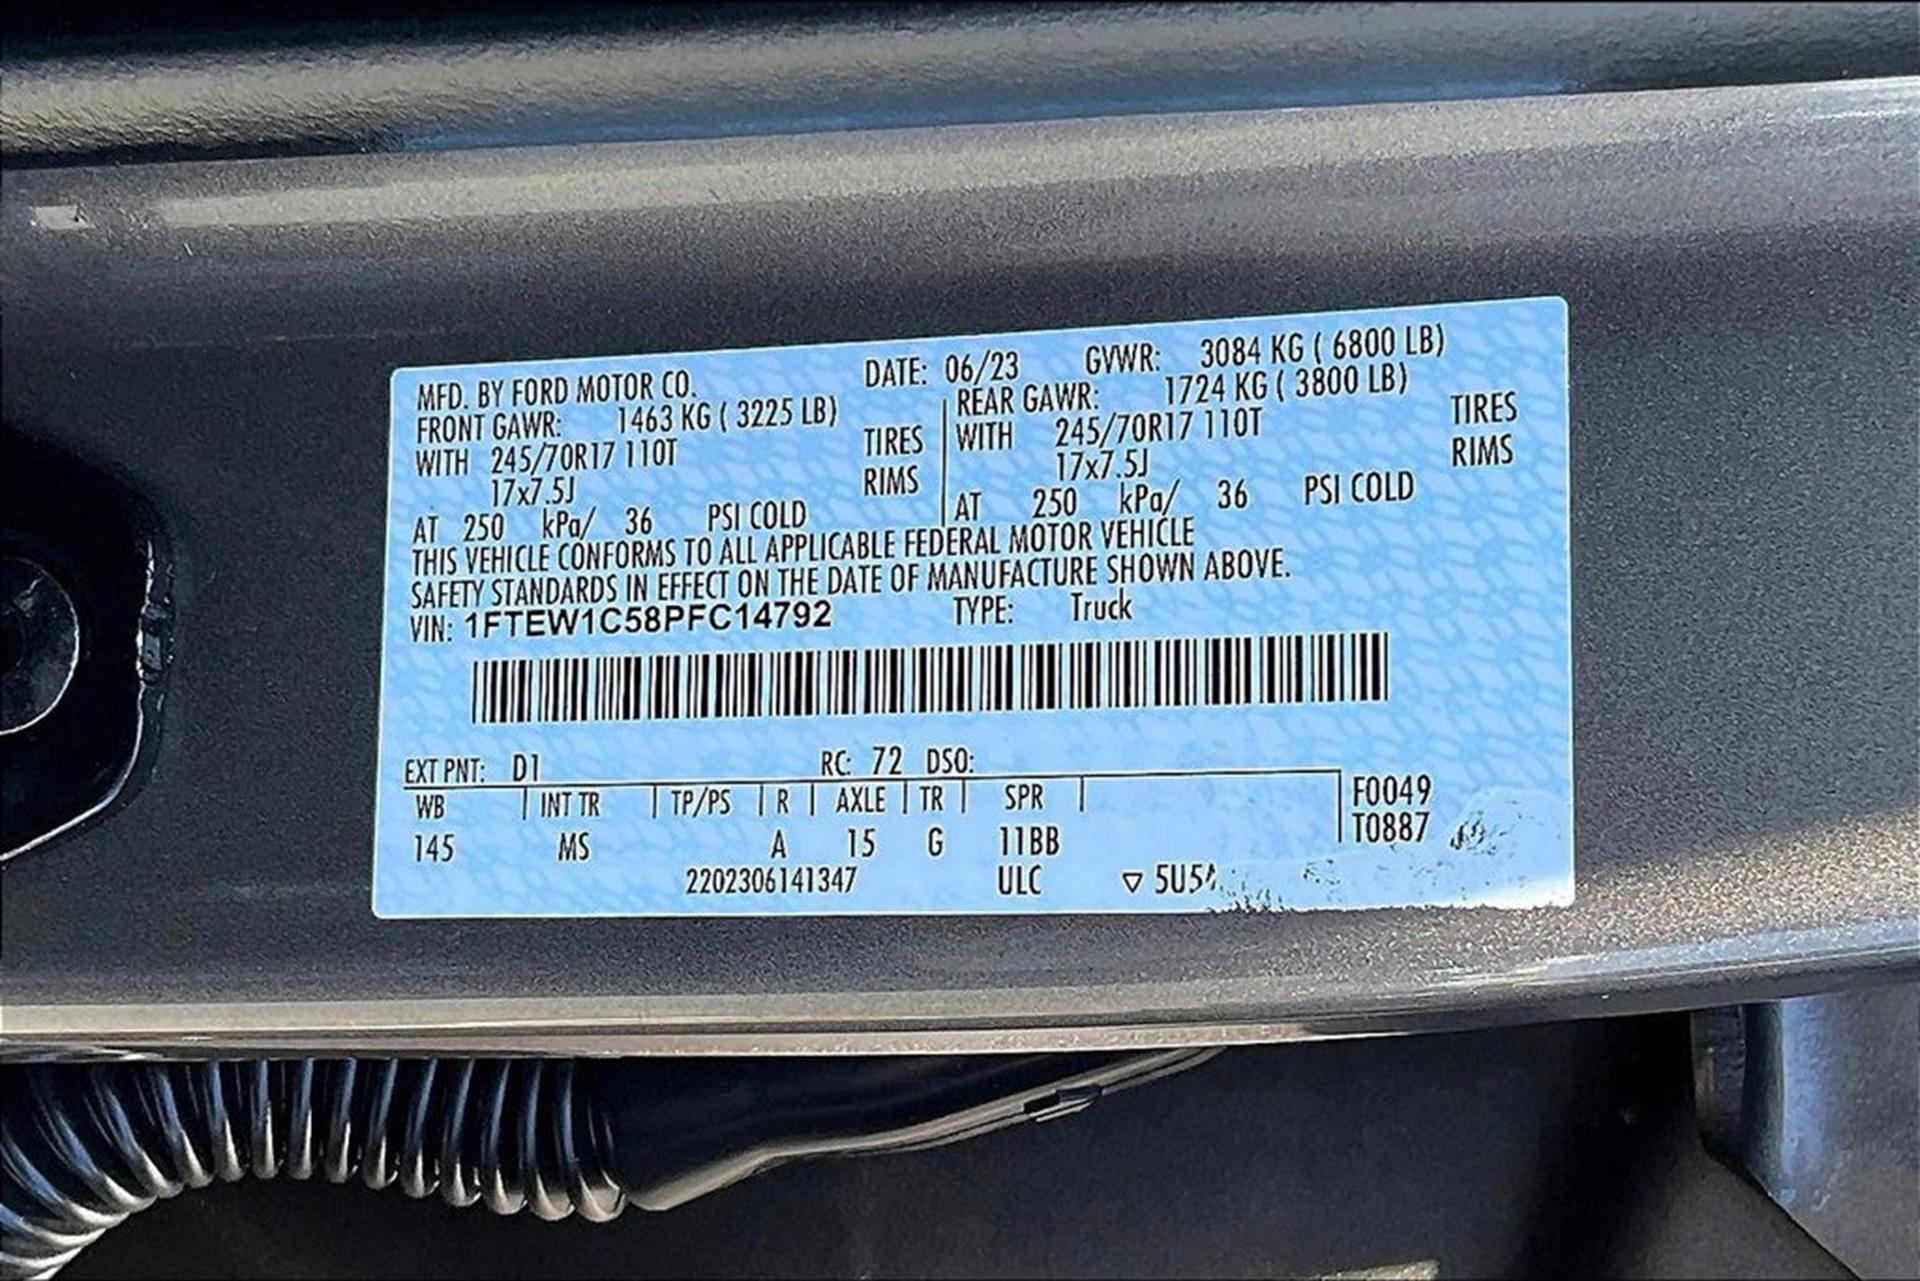 MFD. BY FORD MOTOR CO. DATE: 06/23 GVWR: 3084 KG ( 6800 LB)
FRONT GAWR: 1463 KG ( 3225 LB) REAR GAWR: 1724 KG ( 3800 LB)
WITH 245/70R17 110T TIRES WITH 245/70R17 110T TIRES
17x7.5J RIMS 17x7.5J RIMS
AT 250 kPa/ 36 PSI COLD AT 250 kPa/ 36 PSI COLD
THIS VEHICLE CONFORMS TO ALL APPLICABLE FEDERAL MOTOR VEHICLE
SAFETY STANDARDS IN EFFECT ON THE DATE OF MANUFACTURE SHOWN ABOVE.
VIN: 1FTEW1C58PFC14792 TYPE: Truck
EXT PNT: D1 RC: 72 DSO:
WB INT TR TP/PS R AXLE TR SPR F0049
145 MS A 15 G 11BB T0887
2202306141347 ULC ▽